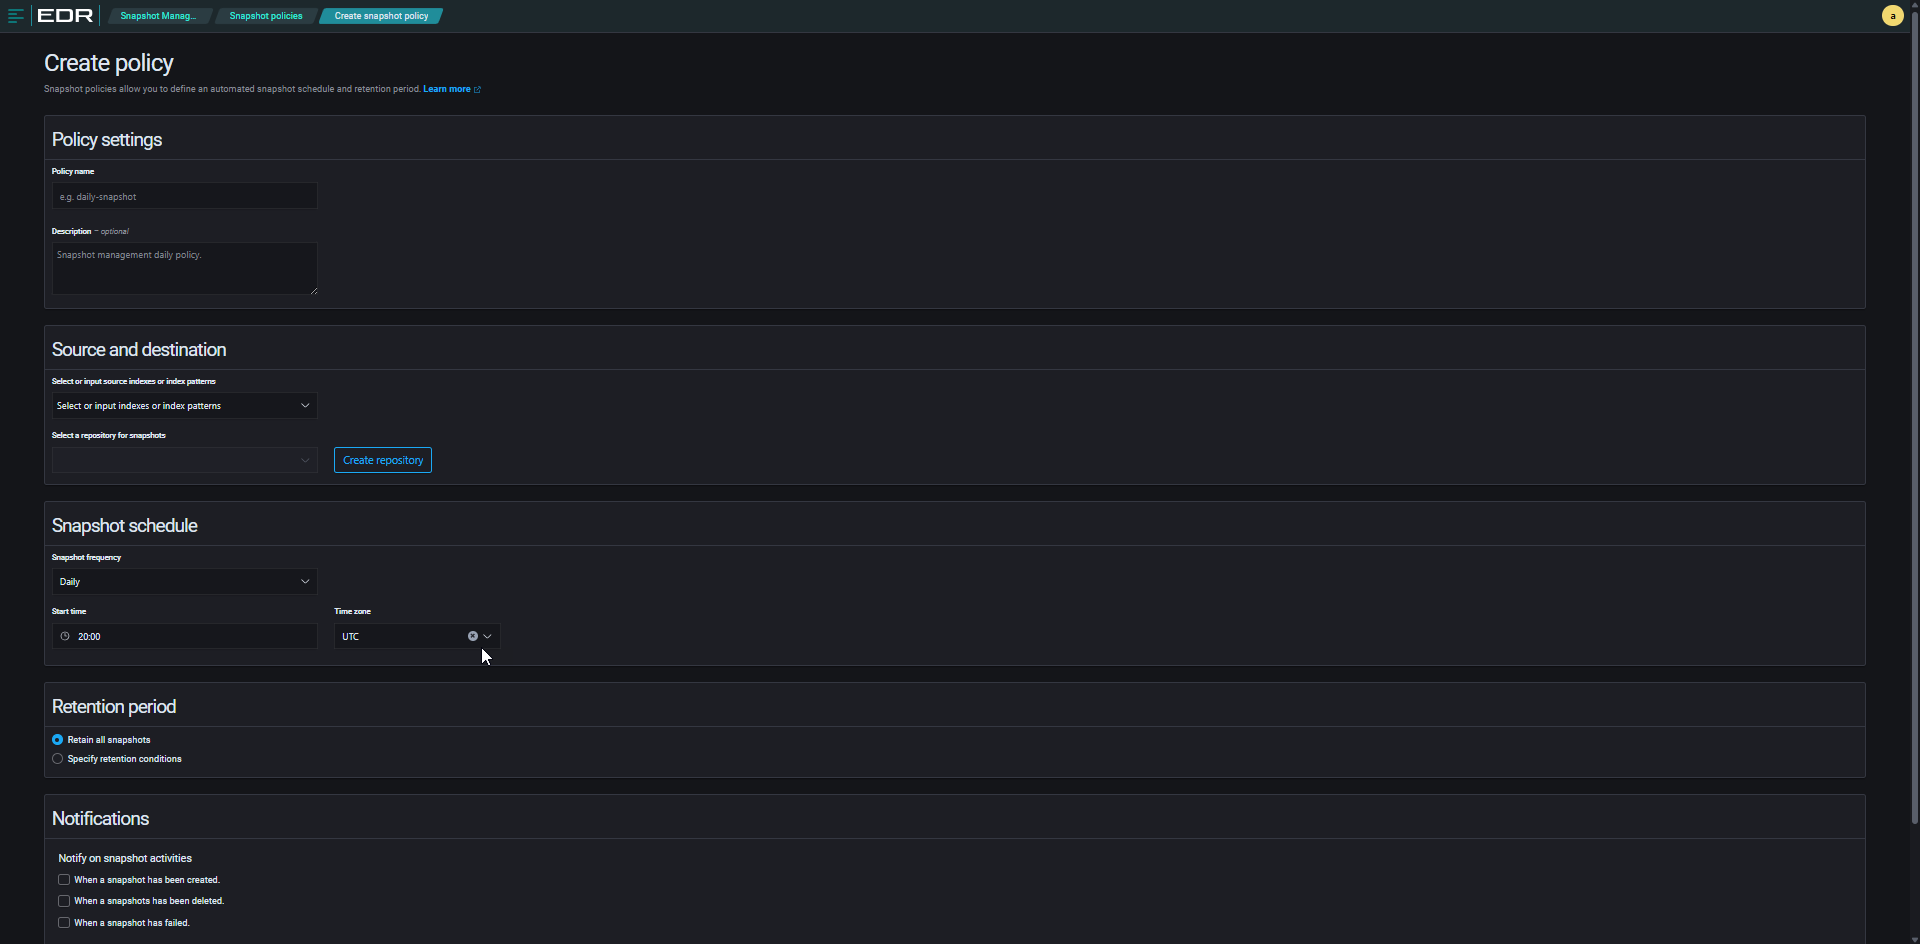 EDR
Snapshot Manag...
Snapshot policies
Create snapshot policy
a
Create policy
Snapshot policies allow you to define an automated snapshot schedule and retention period. Learn more
Policy settings
Policy name
e.g. daily-snapshot
Description – optional
Snapshot management daily policy.
Source and destination
Select or input source indexes or index patterns
Select or input indexes or index patterns
Select a repository for snapshots
Create repository
Snapshot schedule
Snapshot frequency
Daily
Start time
Time zone
20:00
UTC
Retention period
Retain all snapshots
Specify retention conditions
Notifications
Notify on snapshot activities
When a snapshot has been created.
When a snapshots has been deleted.
When a snapshot has failed.